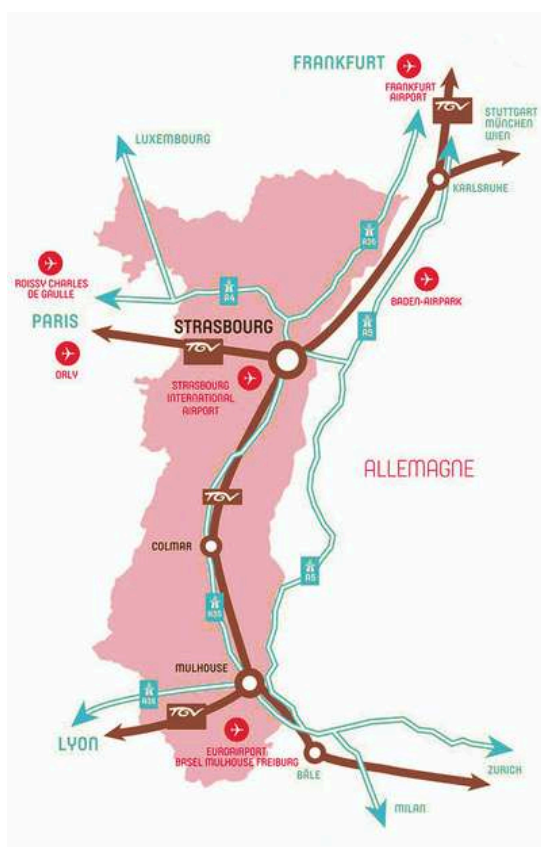 FRANKFURT
FRANKFURT
AIRPORT
TGV
STUTTGART
MÜNCHEN
WIEN
LUXEMBOURG
KARLSRUHE
A35
ROISSY CHARLES
DE GAULLE
A4
BADEN-AIRPARK
PARIS
STRASBOURG
A5
TGV
ORLY
STRASBOURG
INTERNATIONAL
AIRPORT
ALLEMAGNE
TGV
COLMAR
A5
A35
MULHOUSE
A36
TGV
LYON
EUROAIRPORT
BASEL MULHOUSE FREIBURG
BÂLE
ZURICH
MILAN